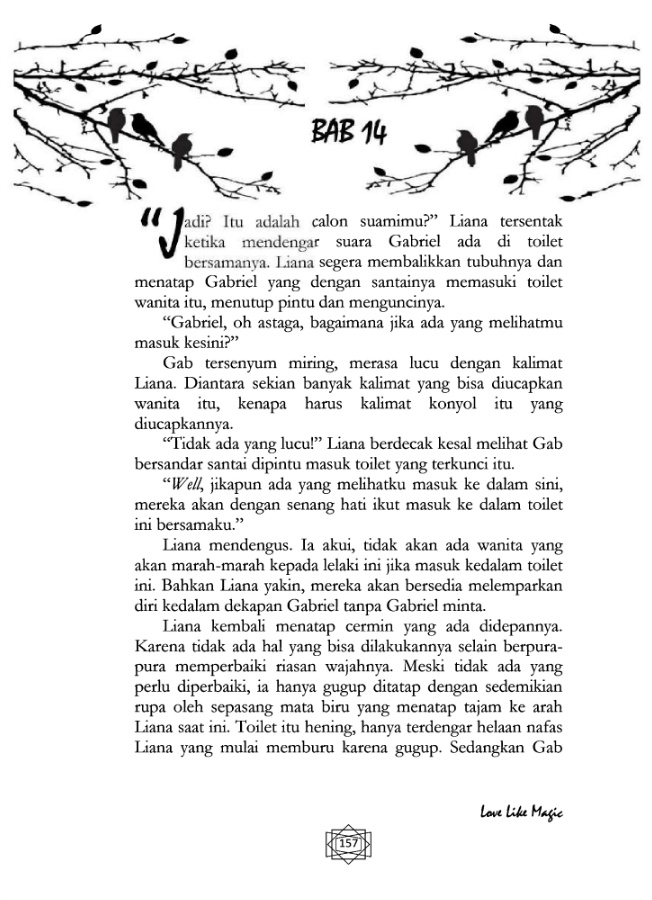 BAB 14
“Jadi? Itu adalah calon suamimu?” Liana tersentak
ketika mendengar suara Gabriel ada di toilet
bersamanya. Liana segera membalikkan tubuhnya dan
menatap Gabriel yang dengan santainya memasuki toilet
wanita itu, menutup pintu dan menguncinya.
“Gabriel, oh astaga, bagaimana jika ada yang melihatmu
masuk kesini?”
Gab tersenyum miring, merasa lucu dengan kalimat
Liana. Diantara sekian banyak kalimat yang bisa diucapkan
wanita itu, kenapa harus kalimat konyol itu yang
diucapkannya.
“Tidak ada yang lucu!” Liana berdecak kesal melihat Gab
bersandar santai dipintu masuk toilet yang terkunci itu.
“Well, jikapun ada yang melihatku masuk ke dalam sini,
mereka akan dengan senang hati ikut masuk ke dalam toilet
ini bersamaku.”
Liana mendengus. Ia akui, tidak akan ada wanita yang
akan marah-marah kepada lelaki ini jika masuk kedalam toilet
ini. Bahkan Liana yakin, mereka akan bersedia melemparkan
diri kedalam dekapan Gabriel tanpa Gabriel minta.
Liana kembali menatap cermin yang ada didepannya.
Karena tidak ada hal yang bisa dilakukannya selain berpura-
pura memperbaiki riasan wajahnya. Meski tidak ada yang
perlu diperbaiki, ia hanya gugup ditatap dengan sedemikian
rupa oleh sepasang mata biru yang menatap tajam ke arah
Liana saat ini. Toilet itu hening, hanya terdengar helaan nafas
Liana yang mulai memburu karena gugup. Sedangkan Gab
Love Like Magic
157